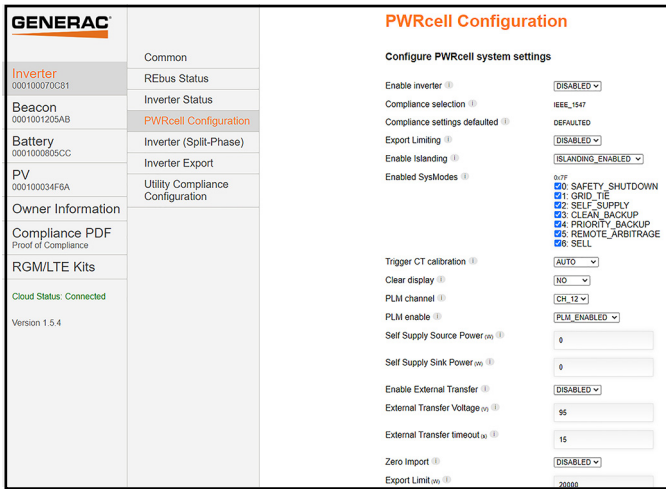 GENERAC
Inverter
000100070C81
Beacon
0001001205AB
Battery
0001000805CC
PV
000100034F6A
Owner Information
Compliance PDF
Proof of Compliance
RGM/LTE Kits
Cloud Status: Connected
Version 1.5.4
Common
REbus Status
Inverter Status
PWRcell Configuration
Inverter (Split-Phase)
Inverter Export
Utility Compliance
Configuration
PWRcell Configuration
Configure PWRcell system settings
Enable inverter DISABLED
Compliance selection IEEE_1547
Compliance settings defaulted DEFAULTED
Export Limiting DISABLED
Enable Islanding ISLANDING_ENABLED
Enabled SysModes 0x7F
0: SAFETY_SHUTDOWN
1: GRID_TIE
2: SELF_SUPPLY
3: CLEAN_BACKUP
4: PRIORITY_BACKUP
5: REMOTE_ARBITRAGE
6: SELL
Trigger CT calibration AUTO
Clear display NO
PLM channel CH_12
PLM enable PLM_ENABLED
Self Supply Source Power (W) 0
Self Supply Sink Power (W) 0
Enable External Transfer DISABLED
External Transfer Voltage (V) 95
External Transfer timeout (s) 15
Zero Import DISABLED
Export Limit (W) 20000